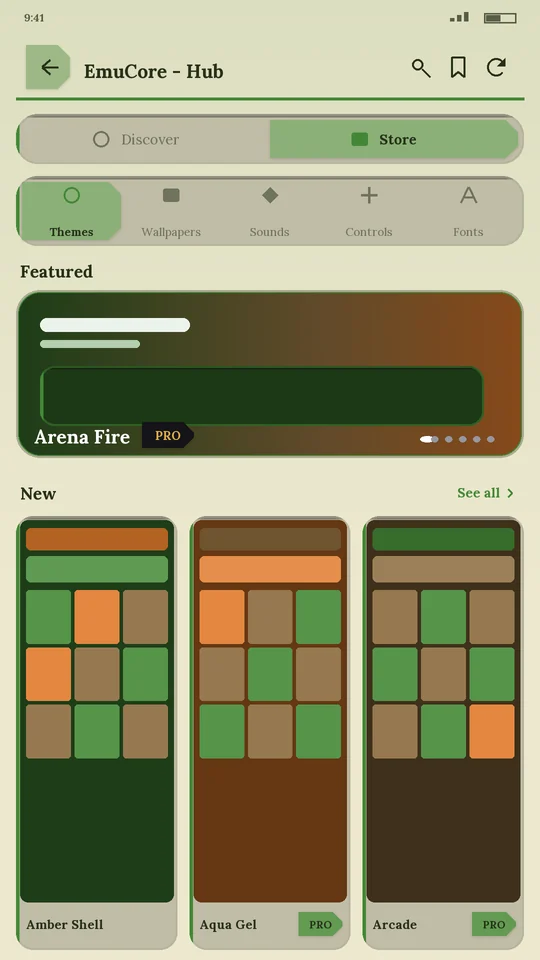 9:41
EmuCore - Hub
Discover
Store
Themes
Wallpapers
Sounds
Controls
Fonts
Featured
Arena Fire
PRO
New
See all
Amber Shell
Aqua Gel
PRO
Arcade
PRO